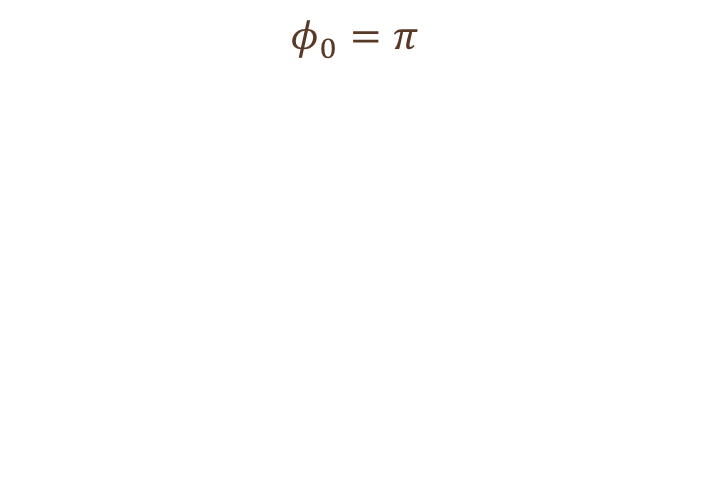 ϕ₀ = π